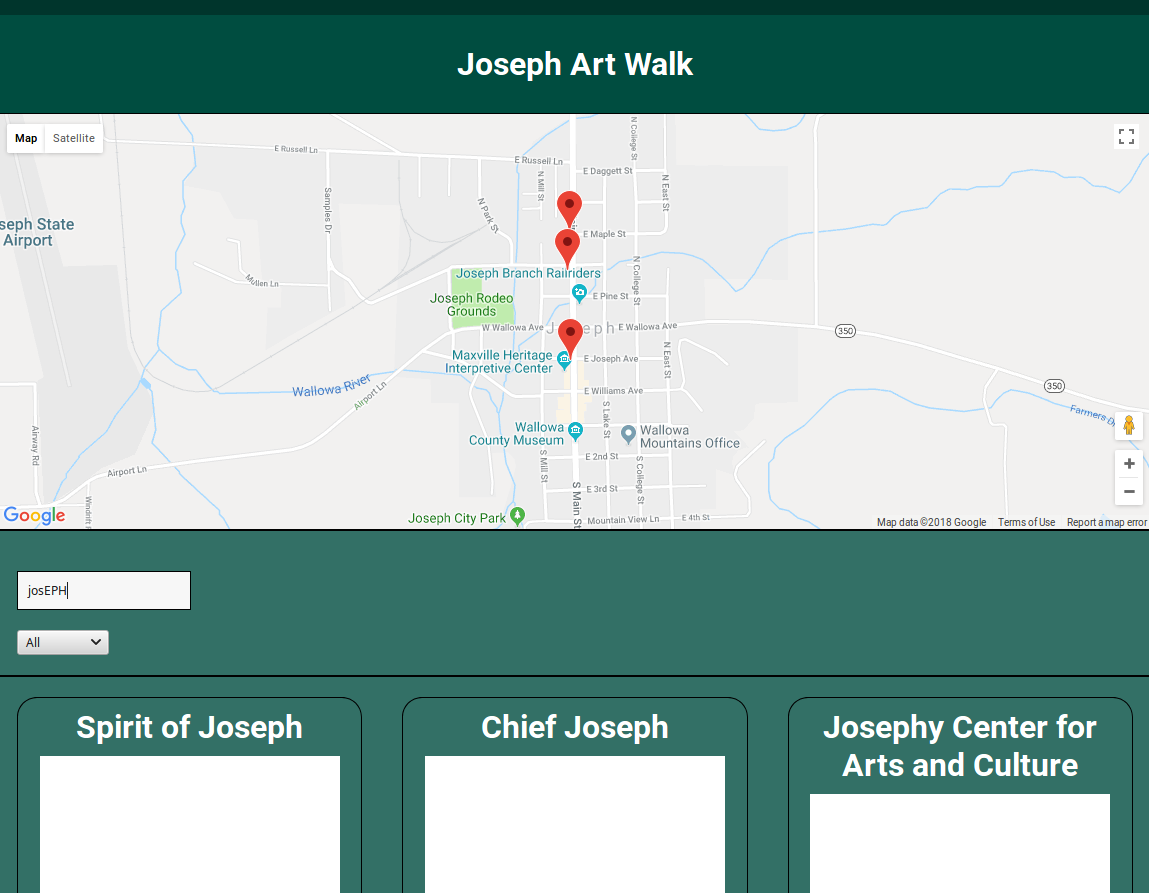 Joseph Art Walk
Map
Satellite
N College St
E Russell Ln
E Russell Ln
E Daggett St
N Mill St
N East St
Samples Dr
N Park St
seph State
Airport
E Maple St
Joseph Branch Railriders
N College St
Mullen Ln
Joseph Rodeo
Grounds
E Pine St
W Wallowa Ave
Joseph
E Wallowa Ave
350
Maxville Heritage
Interpretive Center
E Joseph Ave
N East St
Wallowa River
Airport Ln
E Williams Ave
350
Farmers D
S Lake St
Wallowa
County Museum
Wallowa
Mountains Office
Airway Rd
E 2nd St
S Mill St
S College St
Airport Ln
E 3rd St
S Main St
Google
Joseph City Park
Mountain View Ln
E 4th St
Map data ©2018 Google
Terms of Use
Report a map error
josEPH
All
Spirit of Joseph
Chief Joseph
Josephy Center for
Arts and Culture